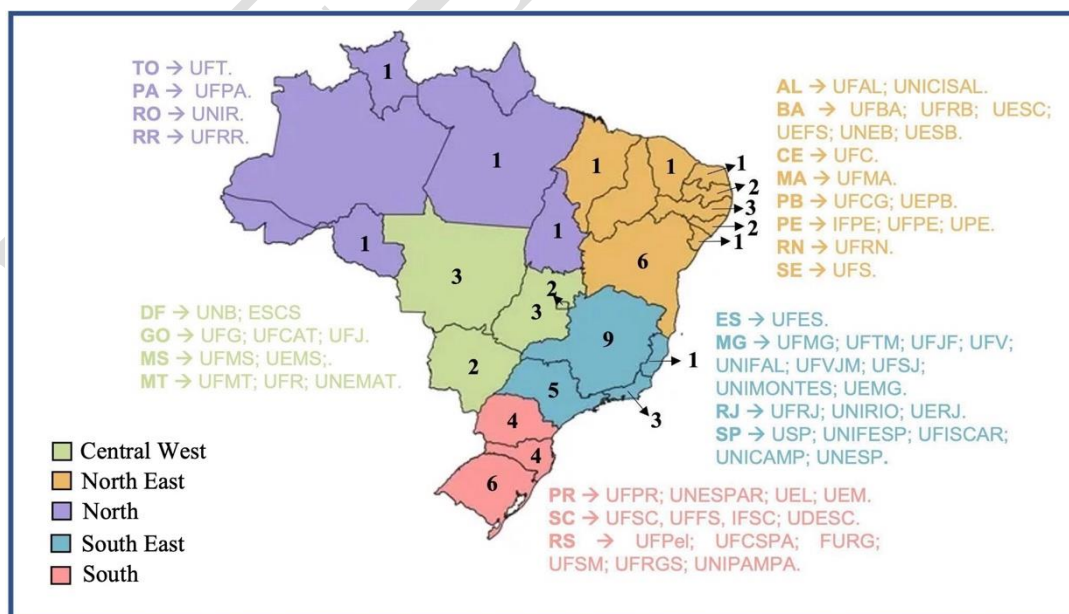 TO → UFT.
PA → UFPA.
RO → UNIR.
RR → UFRR.
AL → UFAL; UNICISAL.
BA → UFBA; UFRB; UESC;
UEFS; UNEB; UESB.
CE → UFC.
MA → UFMA.
PB → UFCG; UEPB.
PE → IFPE; UFPE; UPE.
RN → UFRN.
SE → UFS.
1
1
1
1
1
1
1
2
3
2
1
6
3
2
3
2
9
1
5
3
4
4
6
DF → UNB; ESCS
GO → UFG; UFCAT; UFJ.
MS → UFMS; UEMS;.
MT → UFMT; UFR; UNEMAT.
ES → UFES.
MG → UFMG; UFTM; UFJF; UFV;
UNIFAL; UFVJM; UFSJ;
UNIMONTES; UEMG.
RJ → UFRJ; UNIRIO; UERJ.
SP → USP; UNIFESP; UFISCAR;
UNICAMP; UNESP.
Central West
North East
North
South East
South
PR → UFPR; UNESPAR; UEL; UEM.
SC → UFSC, UFFS, IFSC; UDESC.
RS → UFPel; UFCSPA; FURG;
UFSM; UFRGS; UNIPAMPA.